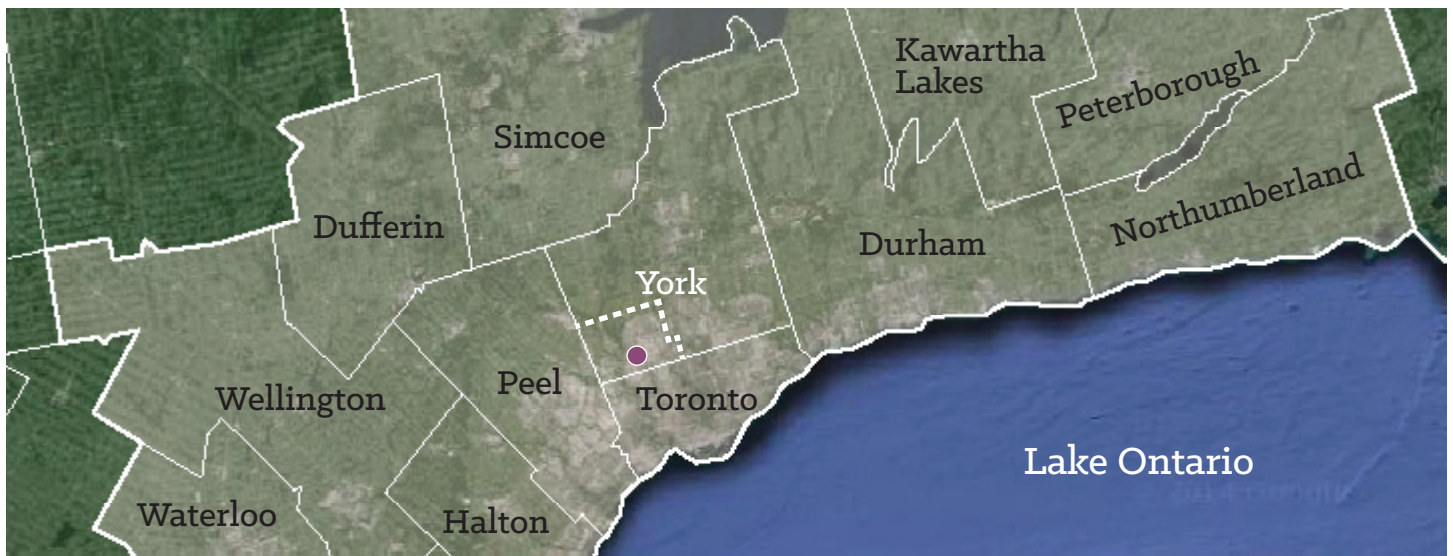 Kawartha
Lakes
Peterborough
Simcoe
Northumberland
Dufferin
Durham
York
Peel
Wellington
Toronto
Lake Ontario
Waterloo
Halton